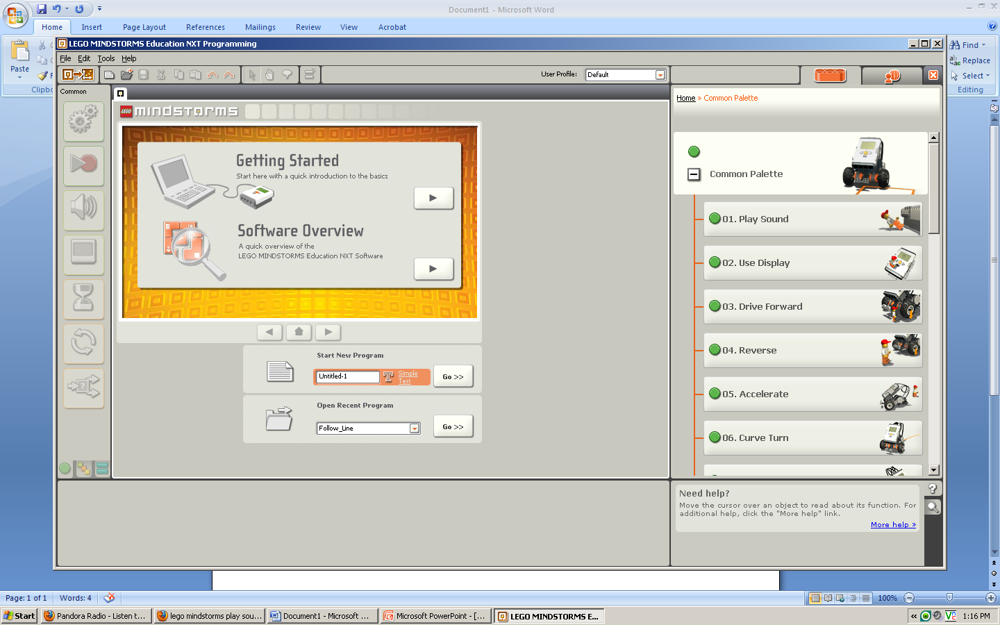 Document1 - Microsoft Word
Home Insert Page Layout References Mailings Review View Acrobat
Paste
Clipb
Find
Replace
Select
Editing
LEGO MINDSTORMS Education NXT Programming
File Edit Tools Help
User Profile: Default
Common
LEGO mindstorms
Getting Started
Start here with a quick introduction to the basics
Software Overview
A quick overview of the
LEGO MINDSTORMS Education NXT Software
Start New Program
Untitled-1
T Simple
Text
Go >>
Open Recent Program
Follow_Line
Go >>
Home » Common Palette
Common Palette
01. Play Sound
02. Use Display
03. Drive Forward
04. Reverse
05. Accelerate
06. Curve Turn
Need help?
Move the cursor over an object to read about its function. For
additional help, click the "More help" link.
More help »
?
Page: 1 of 1 Words: 4
100%
Start
Pandora Radio - Listen t...
lego mindstorms play sou...
Document1 - Microsoft ...
Microsoft PowerPoint - [...
LEGO MINDSTORMS E...
1:16 PM